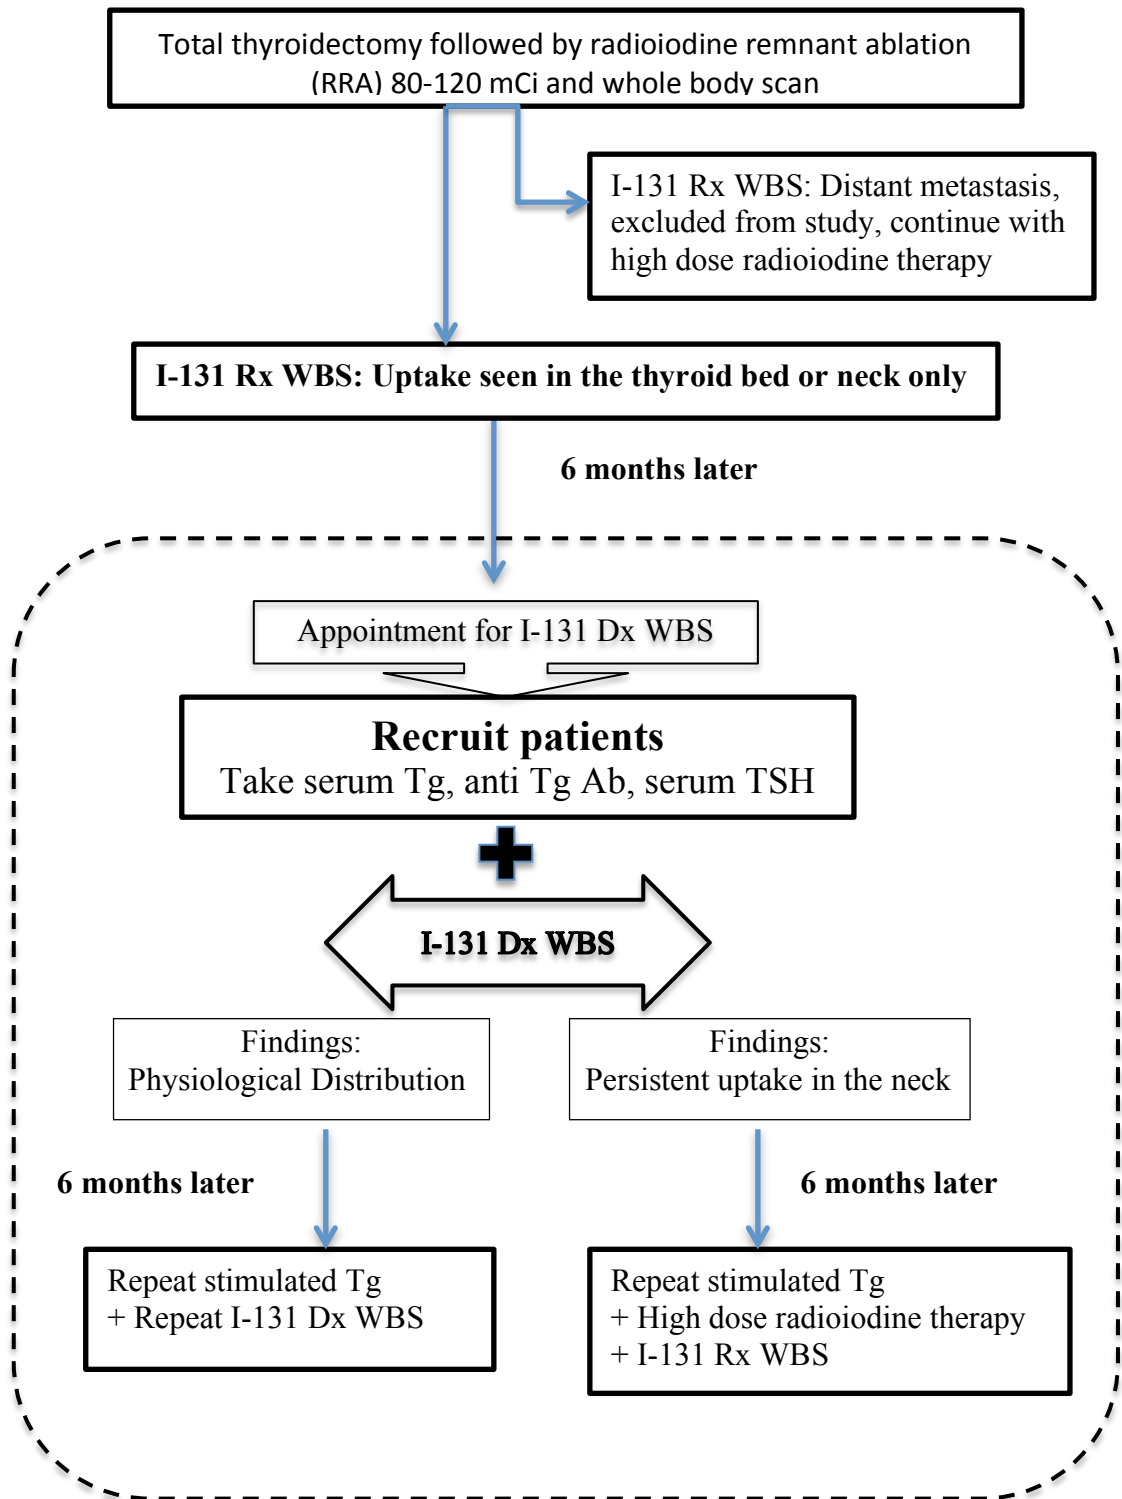 Total thyroidectomy followed by radioiodine remnant ablation
(RRA) 80-120 mCi and whole body scan
I-131 Rx WBS: Distant metastasis,
excluded from study, continue with
high dose radioiodine therapy
I-131 Rx WBS: Uptake seen in the thyroid bed or neck only
6 months later
Appointment for I-131 Dx WBS
Recruit patients
Take serum Tg, anti Tg Ab, serum TSH
I-131 Dx WBS
Findings:
Physiological Distribution
Findings:
Persistent uptake in the neck
6 months later
6 months later
Repeat stimulated Tg
+ Repeat I-131 Dx WBS
Repeat stimulated Tg
+ High dose radioiodine therapy
+ I-131 Rx WBS